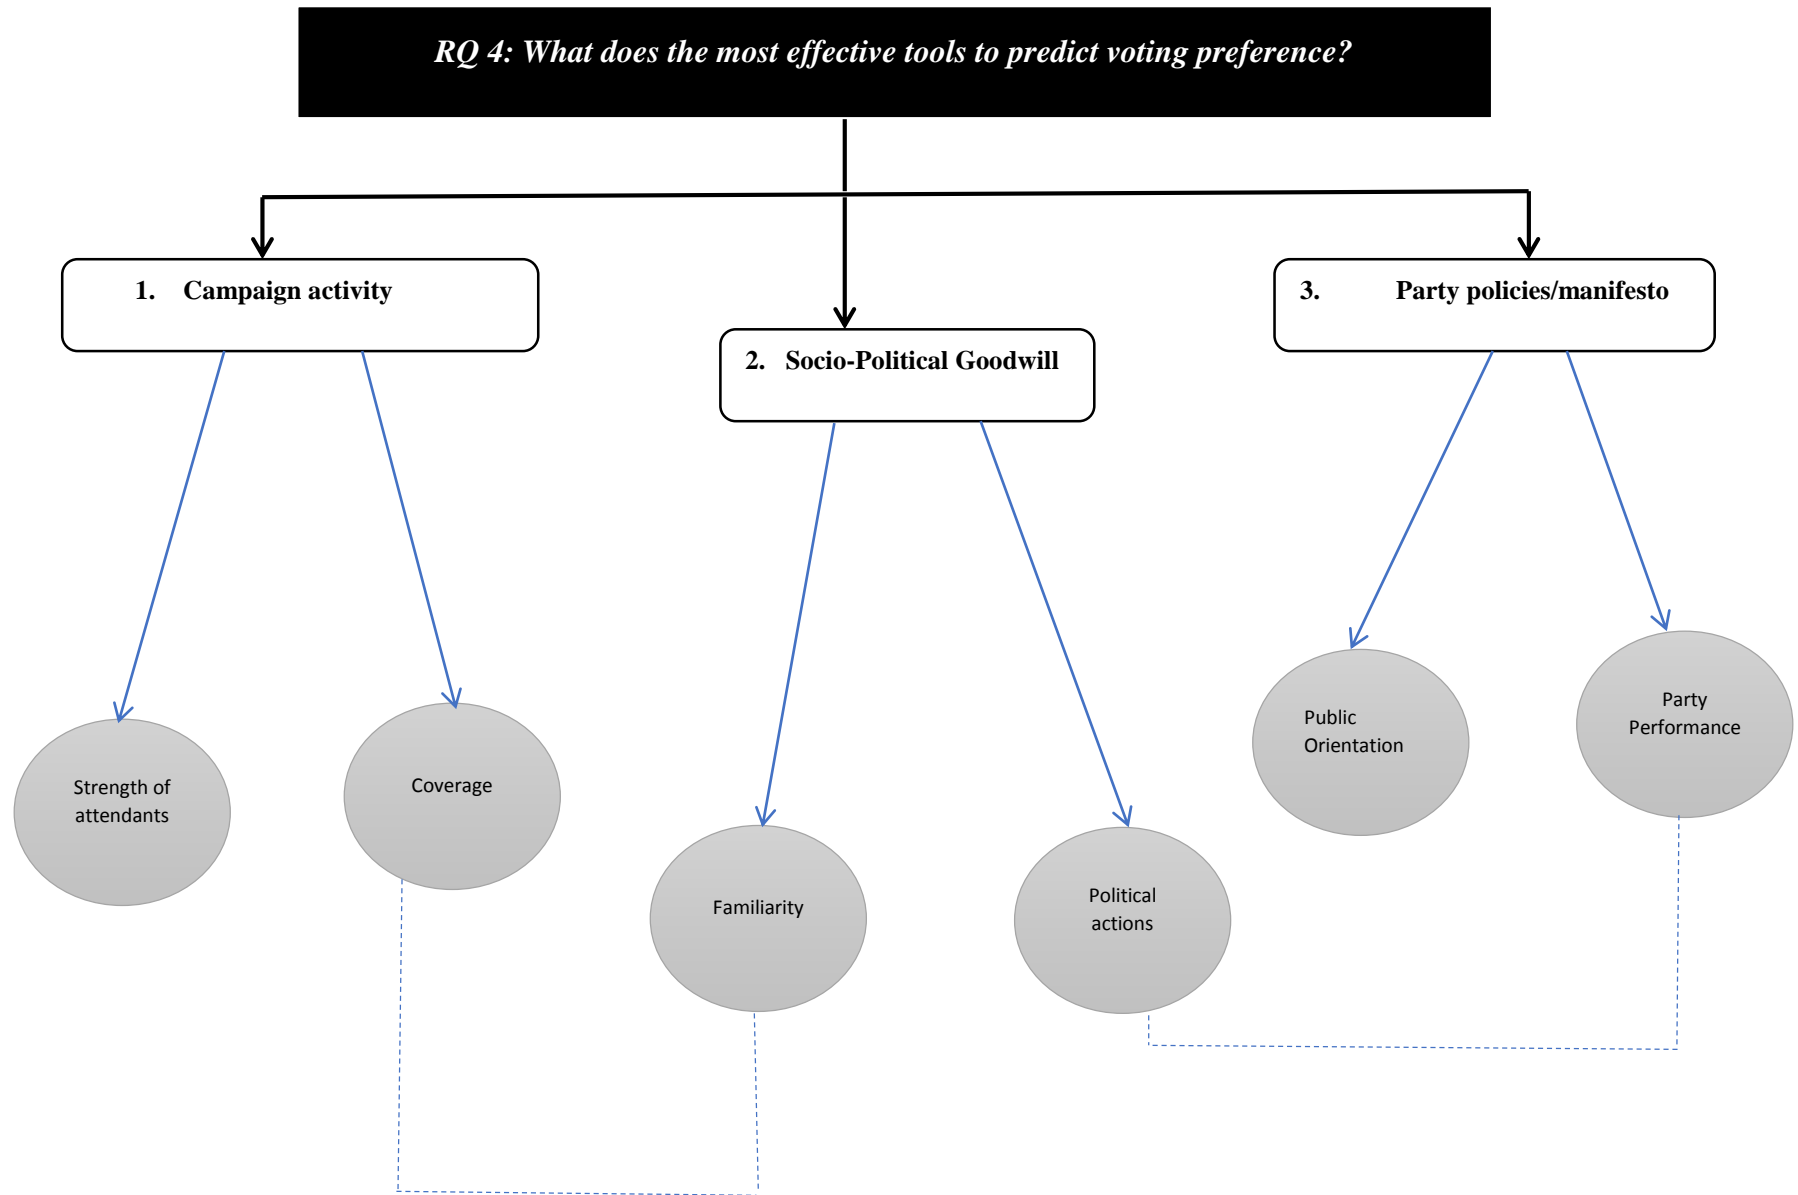 RQ 4: What does the most effective tools to predict voting preference?
1. Campaign activity
2. Socio-Political Goodwill
3. Party policies/manifesto
Strength of
attendants
Coverage
Familiarity
Political
actions
Public
Orientation
Party
Performance